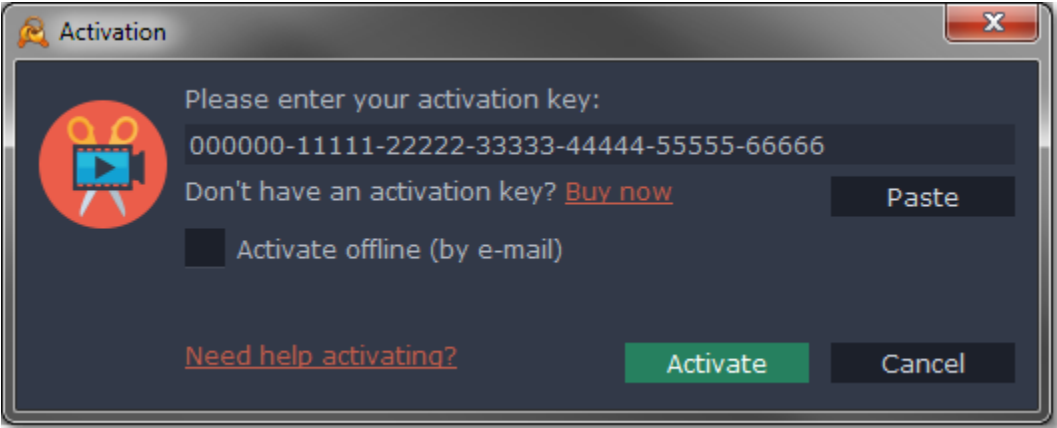 Activation
Please enter your activation key:
000000-11111-22222-33333-44444-55555-66666
Don't have an activation key? Buy now
Paste
Activate offline (by e-mail)
Need help activating?
Activate
Cancel